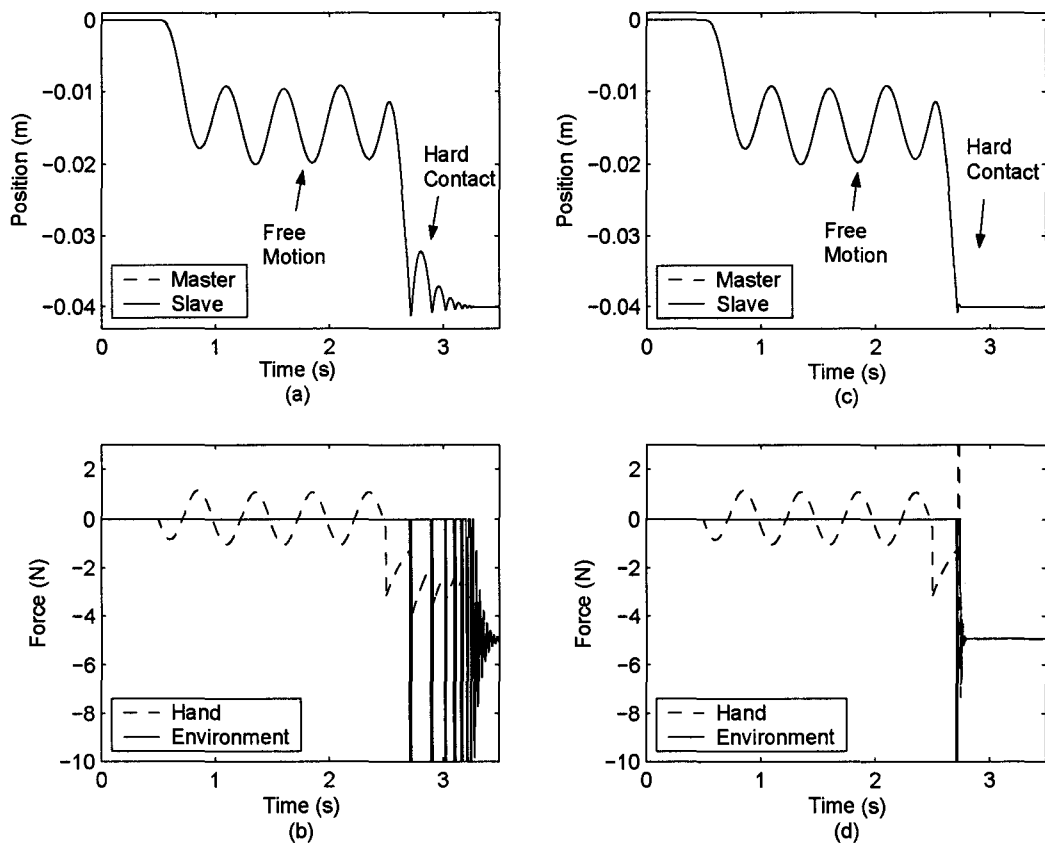 0
−0.01
−0.02
−0.03
−0.04
Position (m)
Free
Motion
Hard
Contact
Master
Slave
0 1 2 3
Time (s)
(a)
0
−0.01
−0.02
−0.03
−0.04
Position (m)
Free
Motion
Hard
Contact
Master
Slave
0 1 2 3
Time (s)
(c)
2
0
−2
−4
−6
−8
−10
Force (N)
Hand
Environment
0 1 2 3
Time (s)
(b)
2
0
−2
−4
−6
−8
−10
Force (N)
Hand
Environment
0 1 2 3
Time (s)
(d)